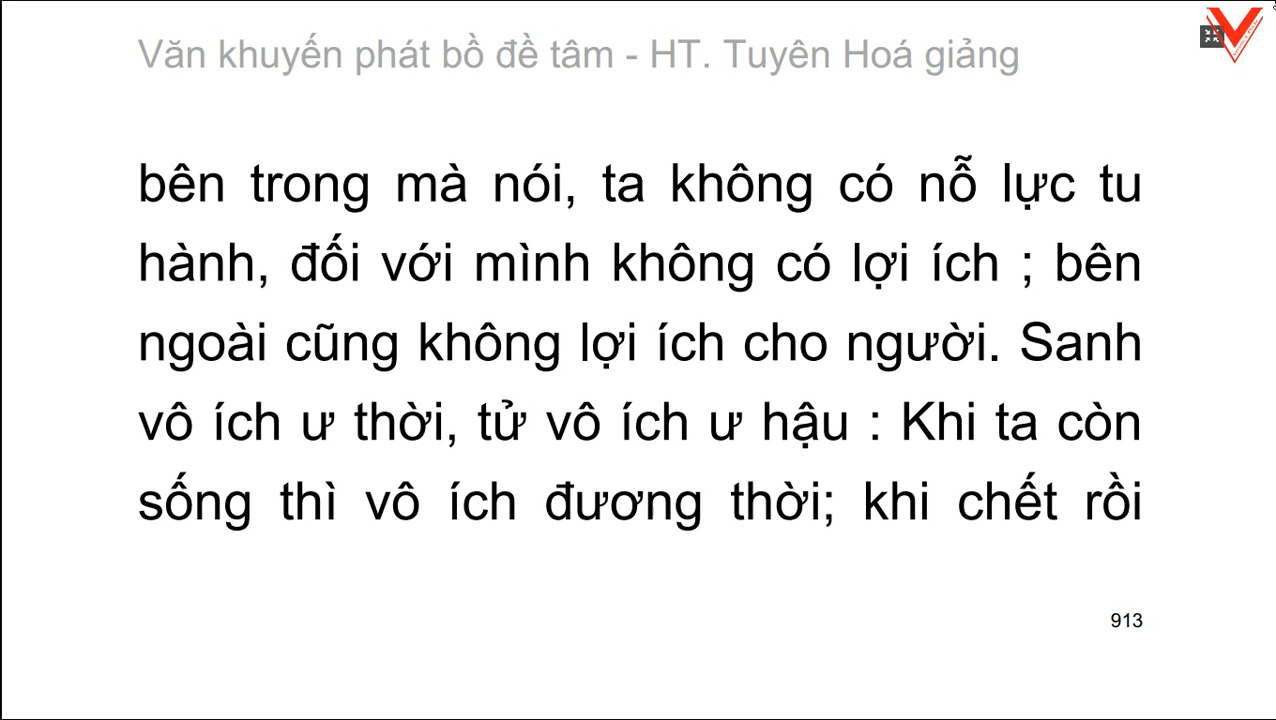 Văn khuyến phát bồ đề tâm - HT. Tuyên Hoá giảng
bên trong mà nói, ta không có nỗ lực tu
hành, đối với mình không có lợi ích ; bên
ngoài cũng không lợi ích cho người. Sanh
vô ích ư thời, tử vô ích ư hậu : Khi ta còn
sống thì vô ích đương thời; khi chết rồi
913